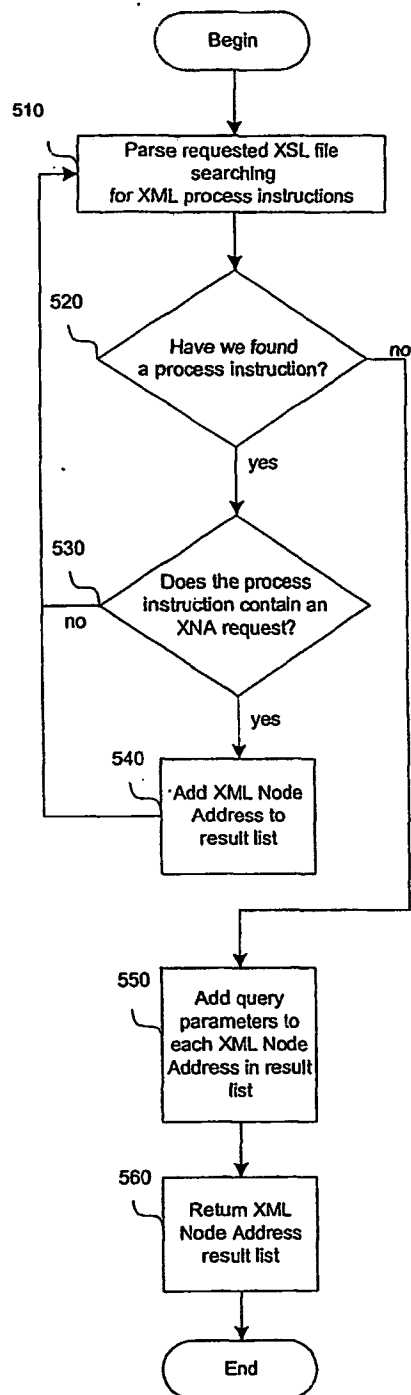 Begin
510
Parse requested XSL file
searching
for XML process instructions
520
Have we found
a process instruction?
no
yes
530
Does the process
instruction contain an
XNA request?
no
yes
540
Add XML Node
Address to
result list
550
Add query
parameters to
each XML Node
Address in result
list
560
Return XML
Node Address
result list
End